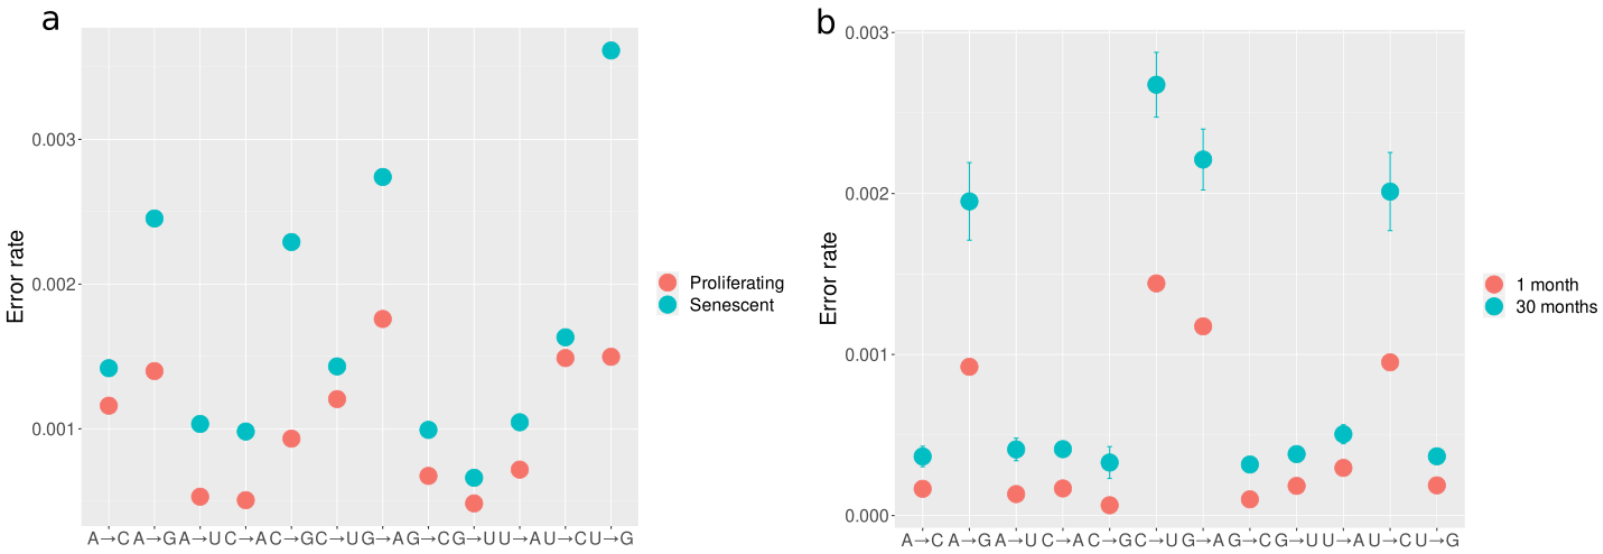 a
Error rate
0.003
0.002
0.001
A→C A→G A→U C→A C→G C→U G→A G→C G→U U→A U→C U→G
Proliferating
Senescent
b
Error rate
0.003
0.002
0.001
0.000
A→C A→G A→U C→A C→G C→U G→A G→C G→U U→A U→C U→G
1 month
30 months